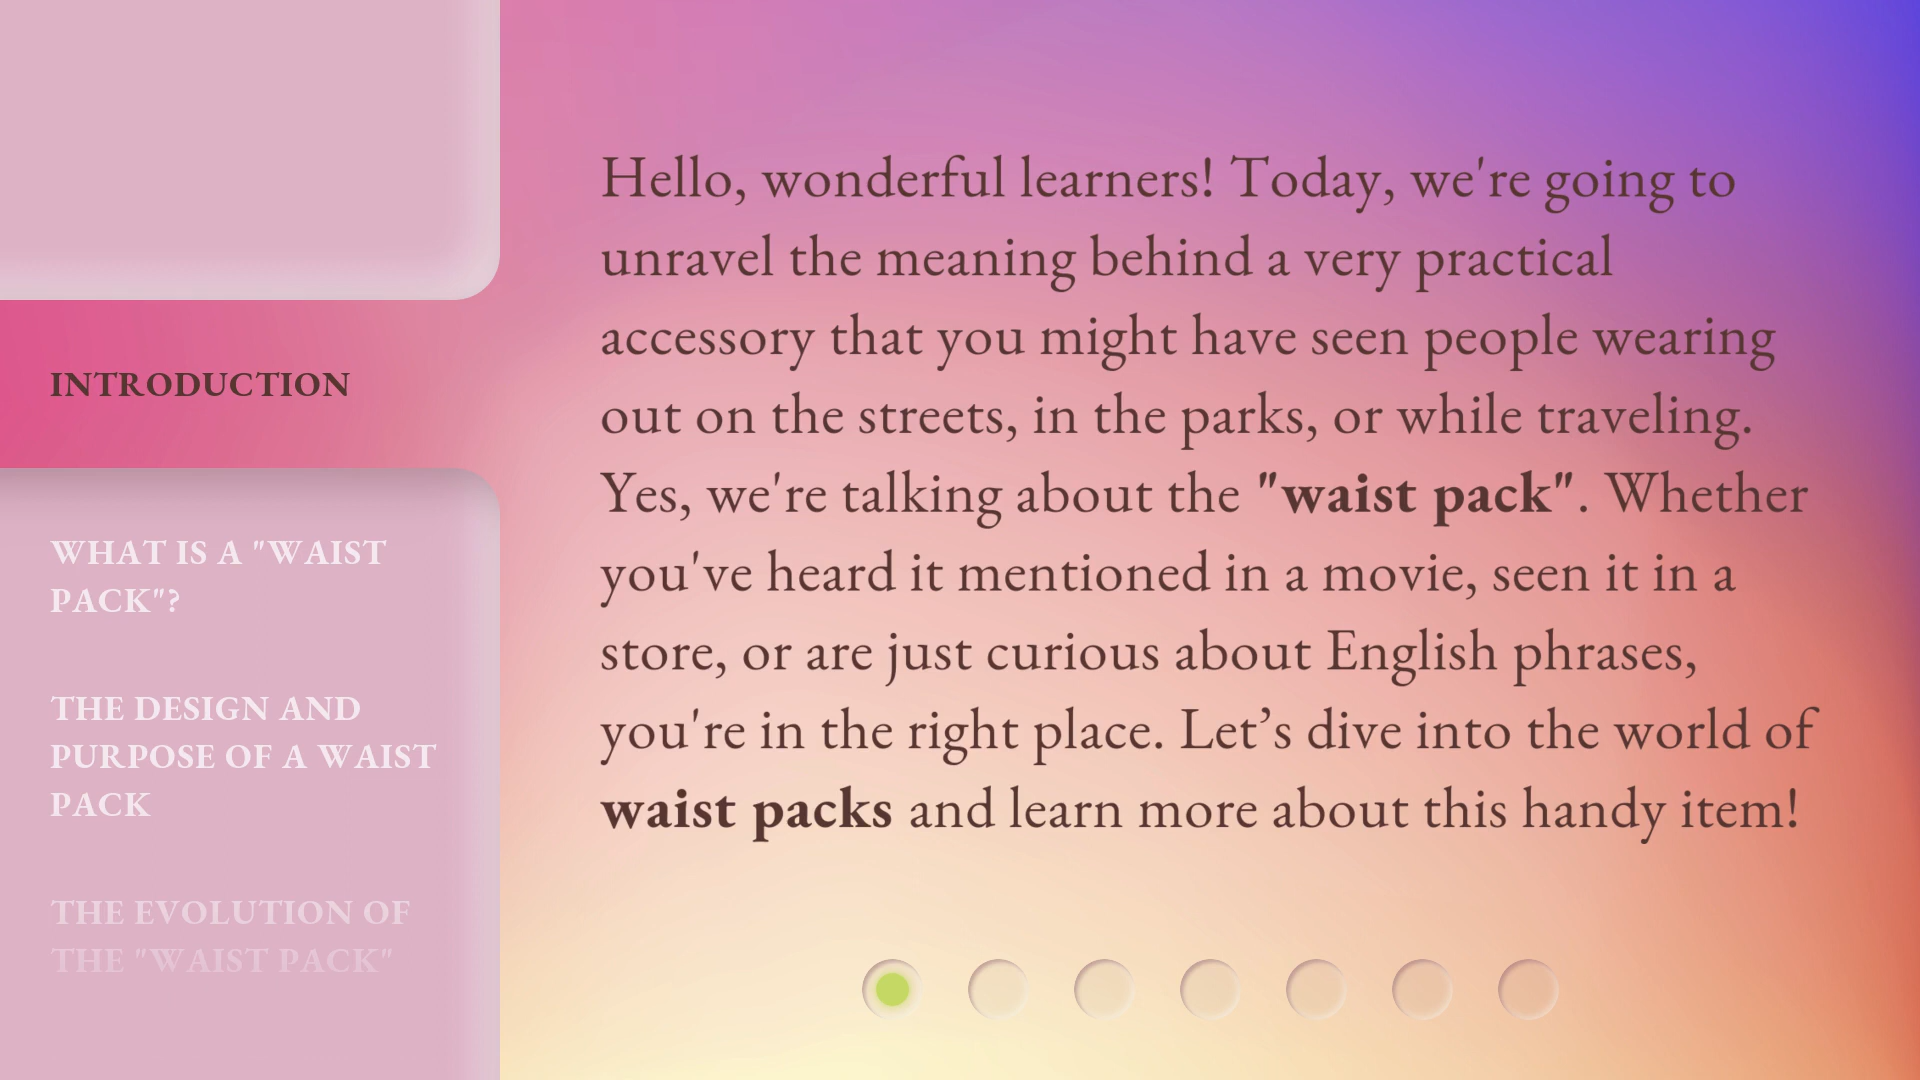 INTRODUCTION
WHAT IS A "WAIST
PACK"?
THE DESIGN AND
PURPOSE OF A WAIST
PACK
THE EVOLUTION OF
THE "WAIST PACK"
Hello, wonderful learners! Today, we're going to
unravel the meaning behind a very practical
accessory that you might have seen people wearing
out on the streets, in the parks, or while traveling.
Yes, we're talking about the "waist pack". Whether
you've heard it mentioned in a movie, seen it in a
store, or are just curious about English phrases,
you're in the right place. Let’s dive into the world of
waist packs and learn more about this handy item!